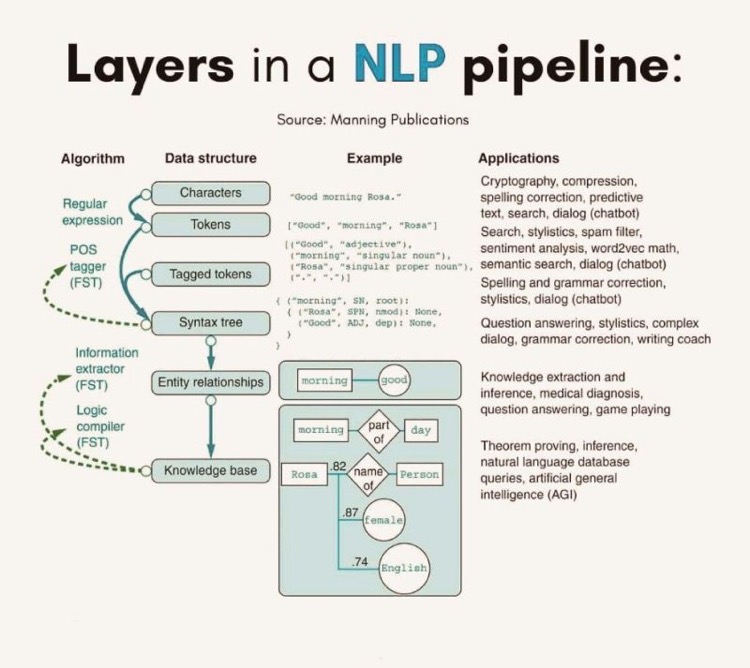 Layers in a NLP pipeline:
Source: Manning Publications
Algorithm
Data structure
Example
Applications
Regular
expression
POS
tagger
(FST)
Information
extractor
(FST)
Logic
compiler
(FST)
Characters
Tokens
Tagged tokens
Syntax tree
Entity relationships
Knowledge base
"Good morning Rosa."
["Good", "morning", "Rosa"]
[("Good", "adjective"),
("morning", "singular noun"),
("Rosa", "singular proper noun"),
(".", ".")]
{ ("morning", SN, root):
{ ("Rosa", SPN, nmod): None,
("Good", ADJ, dep): None,
}
}
morning
good
morning
part
of
day
Rosa
.82
name
of
Person
.87
female
.74
English
Cryptography, compression,
spelling correction, predictive
text, search, dialog (chatbot)
Search, stylistics, spam filter,
sentiment analysis, word2vec math,
semantic search, dialog (chatbot)
Spelling and grammar correction,
stylistics, dialog (chatbot)
Question answering, stylistics, complex
dialog, grammar correction, writing coach
Knowledge extraction and
inference, medical diagnosis,
question answering, game playing
Theorem proving, inference,
natural language database
queries, artificial general
intelligence (AGI)